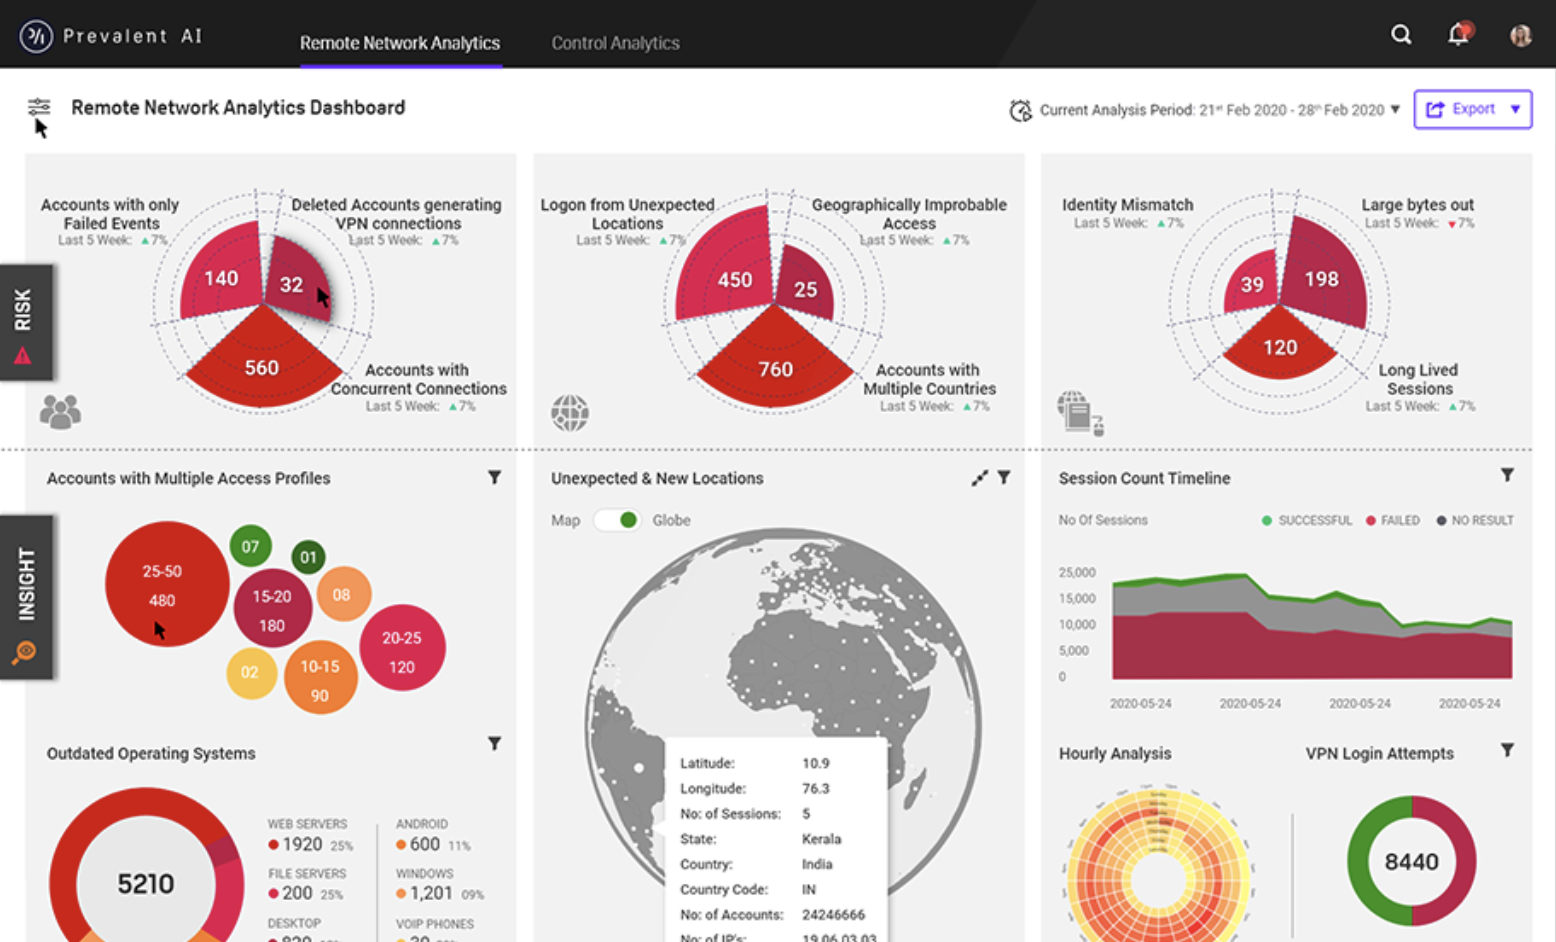 Prevalent AI
Remote Network Analytics
Control Analytics
Remote Network Analytics Dashboard
Current Analysis Period: 21st Feb 2020 - 28th Feb 2020
Export
RISK
Accounts with only
Failed Events
Last 5 Week: ▲7%
Deleted Accounts generating
VPN connections
Last 5 Week: ▲7%
140
32
560
Accounts with
Concurrent Connections
Last 5 Week: ▲7%
Logon from Unexpected
Locations
Last 5 Week: ▲7%
Geographically Improbable
Access
Last 5 Week: ▲7%
450
25
760
Accounts with
Multiple Countries
Last 5 Week: ▲7%
Identity Mismatch
Last 5 Week: ▲7%
Large bytes out
Last 5 Week: ▼7%
39
198
120
Long Lived
Sessions
Last 5 Week: ▲7%
INSIGHT
Accounts with Multiple Access Profiles
25-50
480
07
01
15-20
180
08
20-25
120
02
10-15
90
Outdated Operating Systems
5210
WEB SERVERS
1920 25%
FILE SERVERS
200 25%
DESKTOP
ANDROID
600 11%
WINDOWS
1,201 09%
VOIP PHONES
Unexpected & New Locations
Map
Globe
Latitude: 10.9
Longitude: 76.3
No: of Sessions: 5
State: Kerala
Country: India
Country Code: IN
No: of Accounts: 24246666
No: of IP's: 19.06.03.03
Session Count Timeline
No Of Sessions
SUCCESSFUL
FAILED
NO RESULT
25,000
15,000
10,000
5,000
0
2020-05-24
2020-05-24
2020-05-24
2020-05-24
Hourly Analysis
VPN Login Attempts
8440